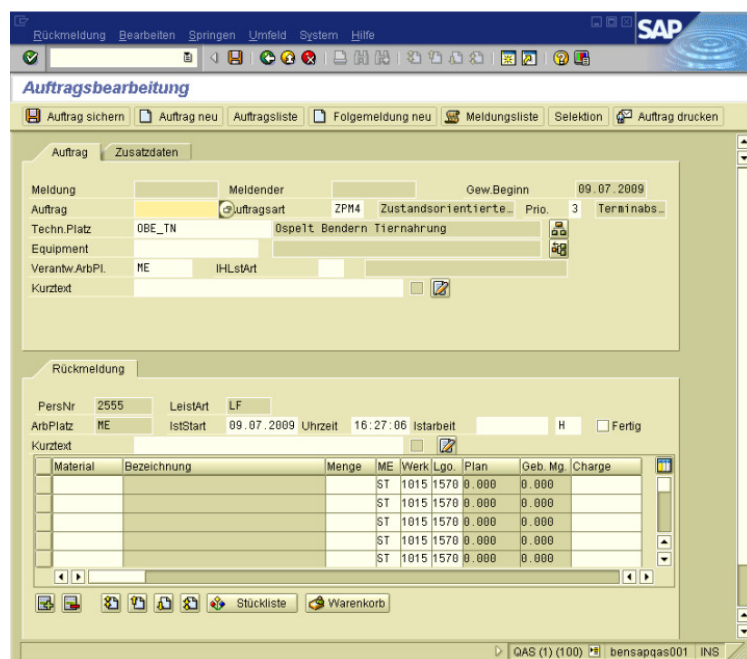 Rückmeldung Bearbeiten Springen Umfeld System Hilfe
SAP
Auftragsbearbeitung
Auftrag sichern Auftrag neu Auftragsliste Folgemeldung neu Meldungsliste Selektion Auftrag drucken
Auftrag Zusatzdaten
Meldung Meldender Gew.Beginn 09.07.2009
Auftrag uftragsart ZPM4 Zustandsorientierte… Prio. 3 Terminabs…
Techn.Platz OBE_TN Ospelt Bendern Tiernahrung
Equipment
Verantw.ArbPl. ME IHLstArt
Kurztext
Rückmeldung
PersNr 2555 LeistArt LF
ArbPlatz ME IstStart 09.07.2009 Uhrzeit 16:27:06 Istarbeit H Fertig
Kurztext
Material Bezeichnung Menge ME Werk Lgo. Plan Geb. Mg. Charge
ST 1015 1570 0.000 0.000
ST 1015 1570 0.000 0.000
ST 1015 1570 0.000 0.000
ST 1015 1570 0.000 0.000
ST 1015 1570 0.000 0.000
Stückliste Warenkorb
QAS (1) (100) bensapqas001 INS